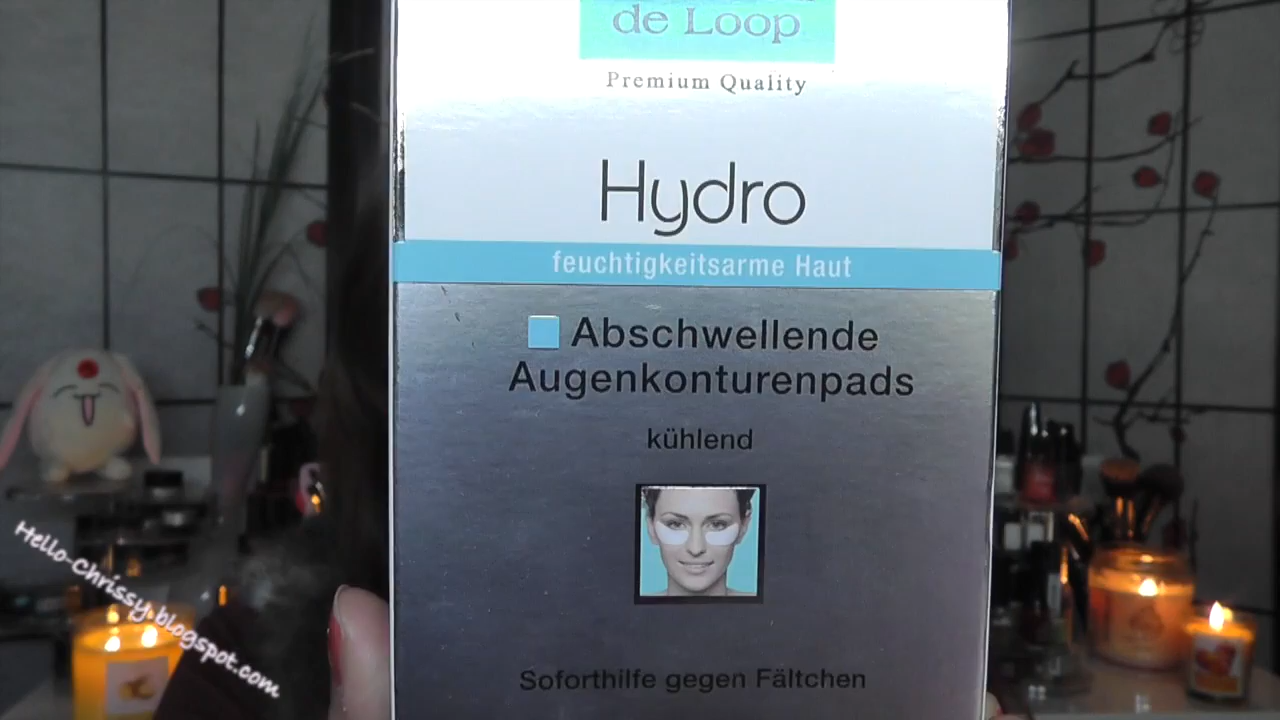 de Loop
Premium Quality
Hydro
feuchtigkeitsarme Haut
Abschwellende
Augenkonturenpads
kühlend
Soforthilfe gegen Fältchen
Hello-Chrissy.blogspot.com